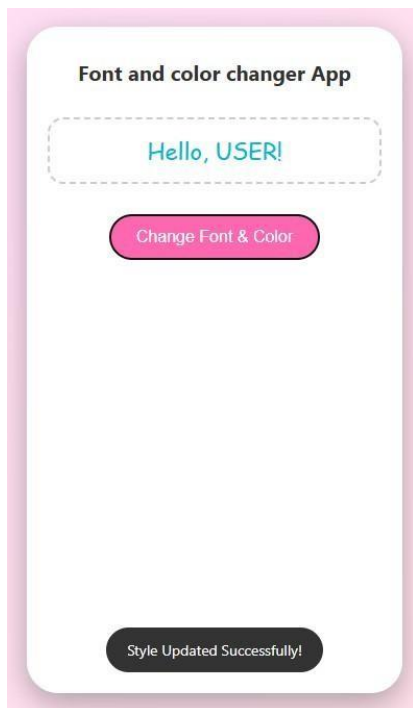 Font and color changer App
Hello, USER!
Change Font & Color
Style Updated Successfully!